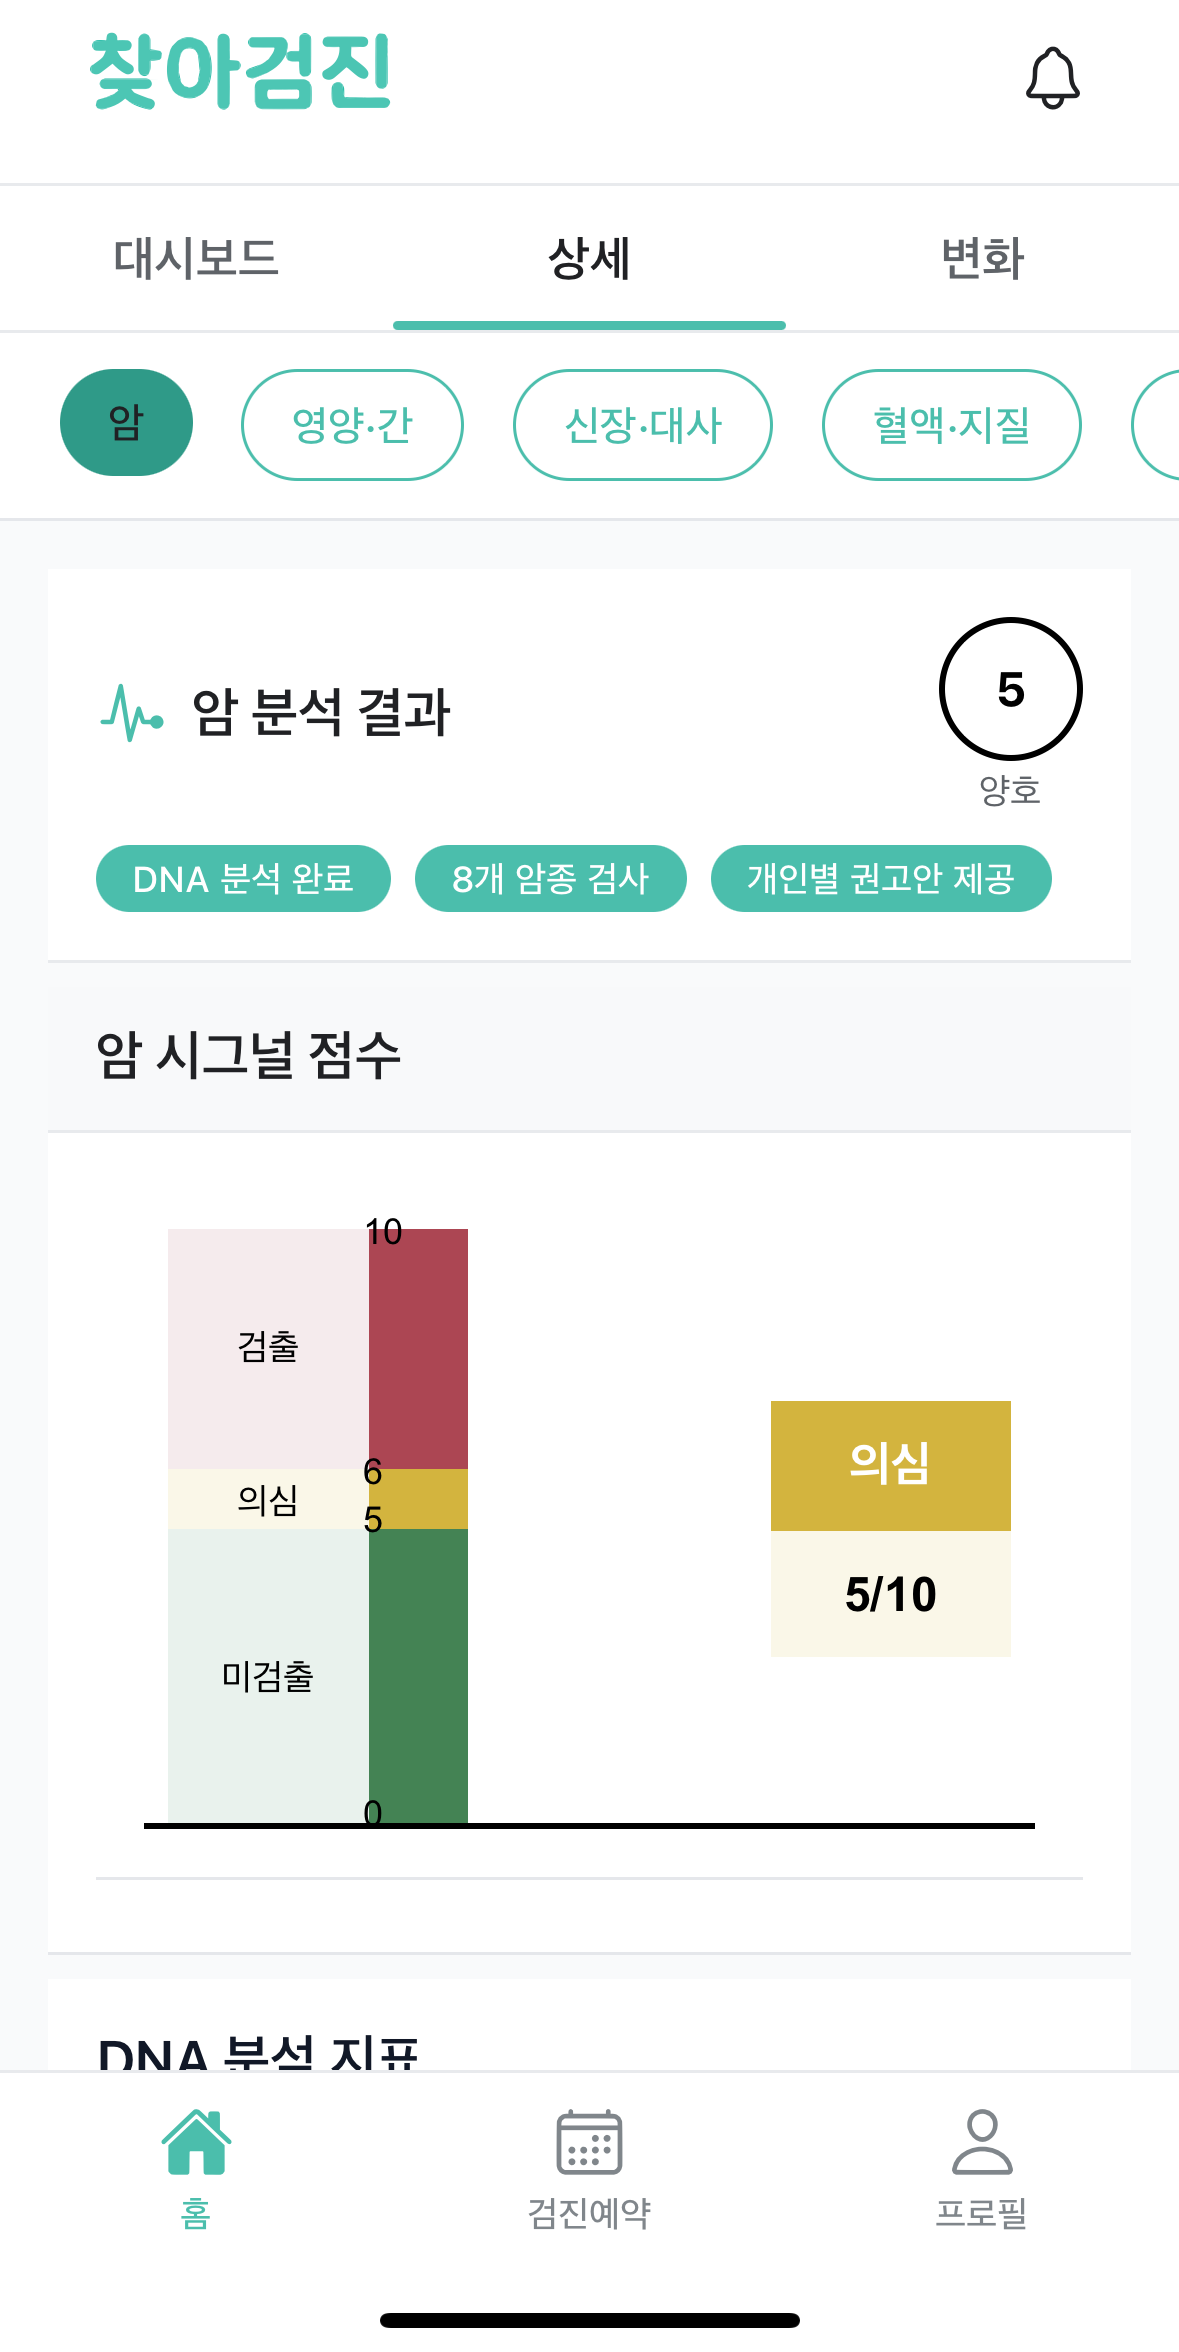 찾아검진
대시보드 상세 변화
암 영양·간 신장·대사 혈액·지질
암 분석 결과
5
양호
DNA 분석 완료 8개 암종 검사 개인별 권고안 제공
암 시그널 점수
10
검출
6
의심
5
미검출
0
의심
5/10
DNA 분석 지표
홈 검진예약 프로필